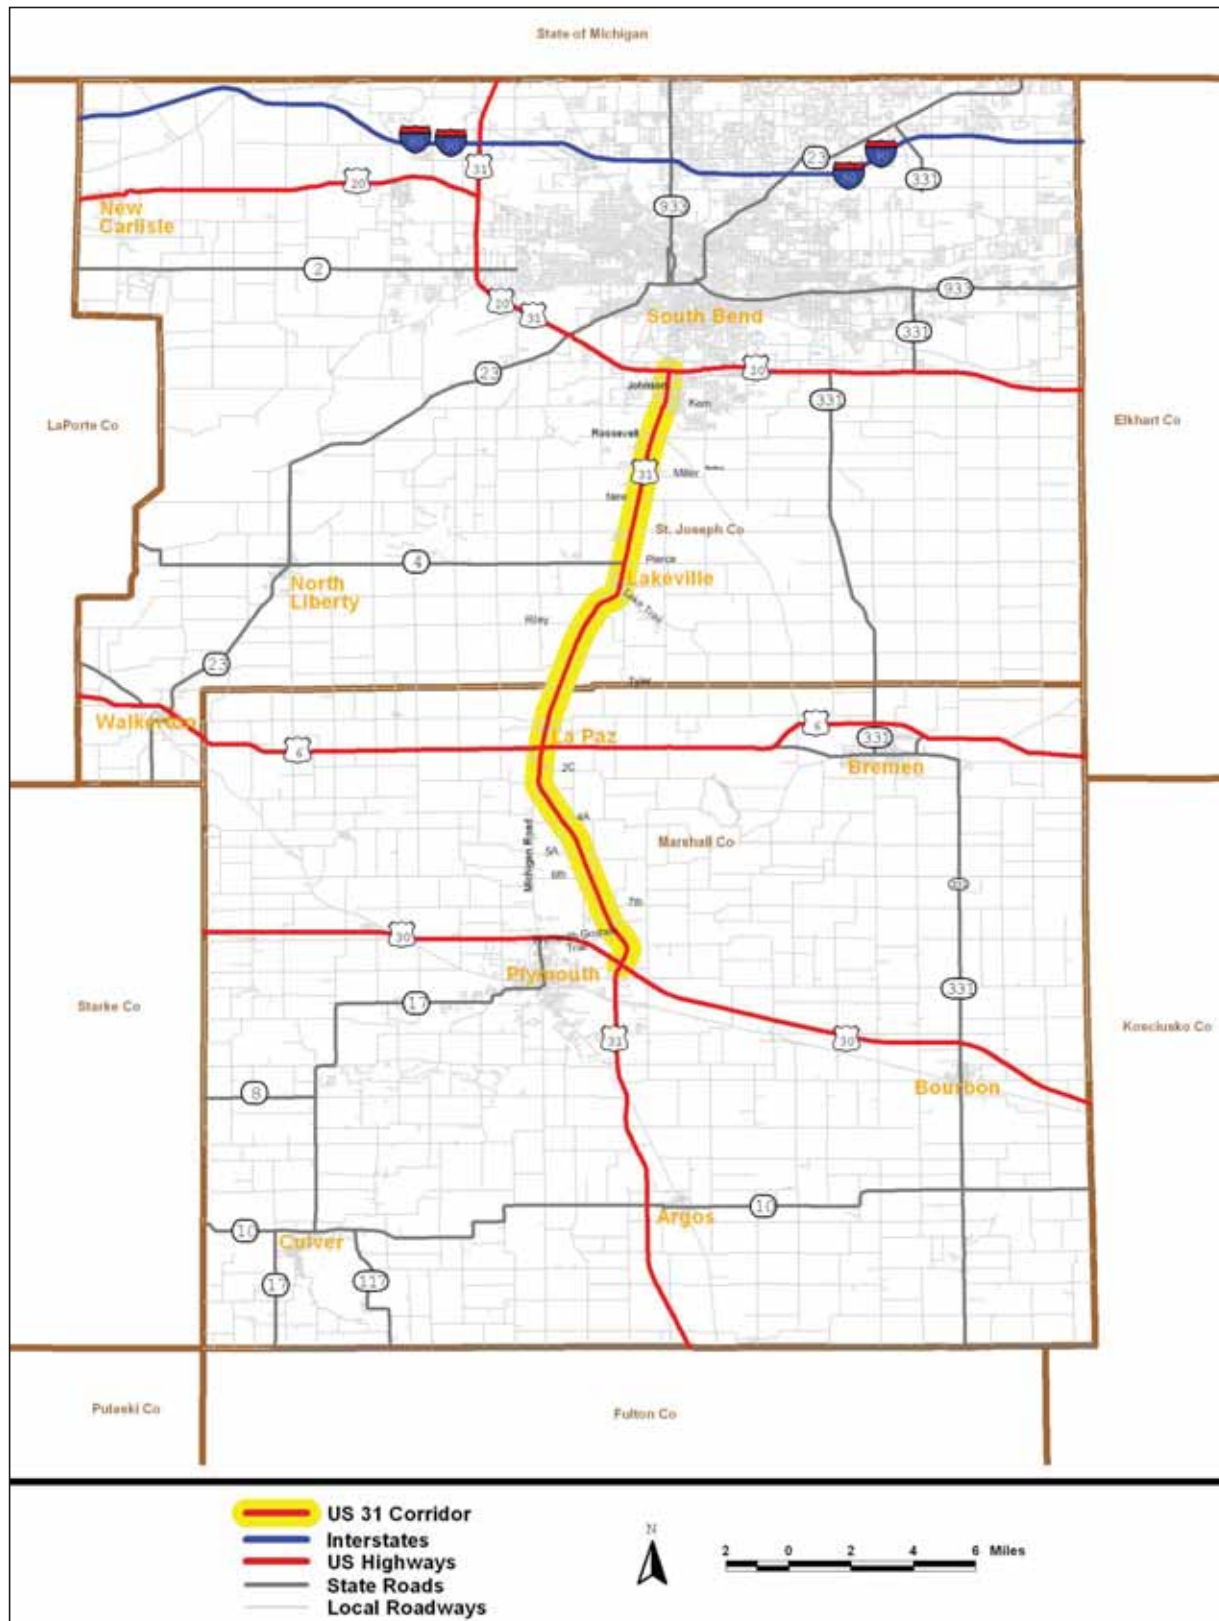 State of Michigan
90
31
23
90
331
20
933
New
Carlisle
2
933
20
31
South Bend
331
23
20
Johnson
331
Kern
LaPorte Co
Elkhart Co
Roosevelt
31
Miller
New
St. Joseph Co
4
Pierce
North
Liberty
Lakeville
Riley
23
Tyler
Walkerton
La Paz
6
6
331
Bremen
2C
4A
Michigan Road
Marshall Co
5A
30
Trail
Plymouth
17
331
Starke Co
Kosciusko Co
31
30
Bourbon
8
10
Argos
10
Culver
17
117
Pulaski Co
Fulton Co
US 31 Corridor
Interstates
US Highways
State Roads
Local Roadways
N
2 0 2 4 6 Miles